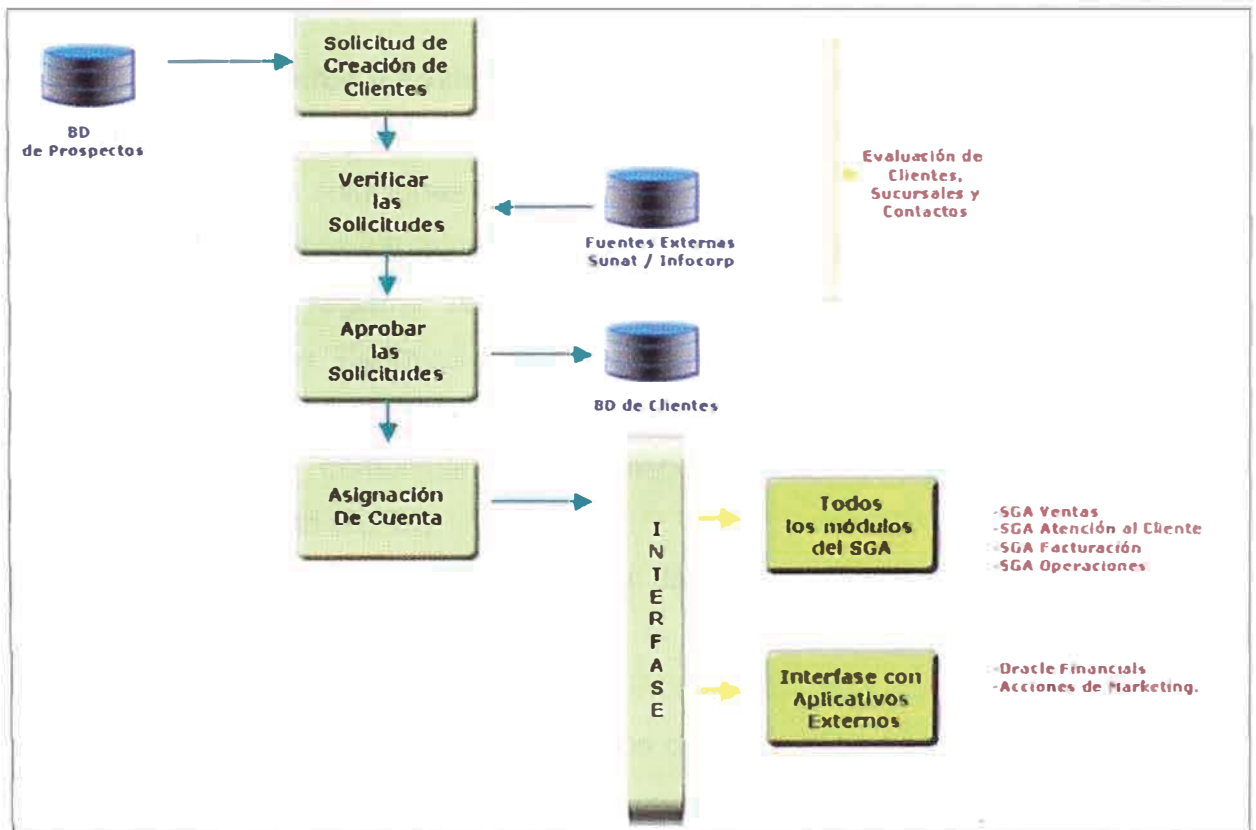 Solicitud de
Creación de
Clientes
BD
de Prospectos
Verificar
las
Solicitudes
Fuentes Externas
Sunat / Infocorp
Evaluación de
Clientes,
Sucursales y
Contactos
Aprobar
las
Solicitudes
BD de Clientes
Asignación
De Cuenta
I
N
T
E
R
F
A
S
E
Todos
los módulos
del SGA
-SGA Ventas
-SGA Atención al Cliente
-SGA Facturación
-SGA Operaciones
Interfase con
Aplicativos
Externos
-Oracle Financials
-Acciones de Marketing.